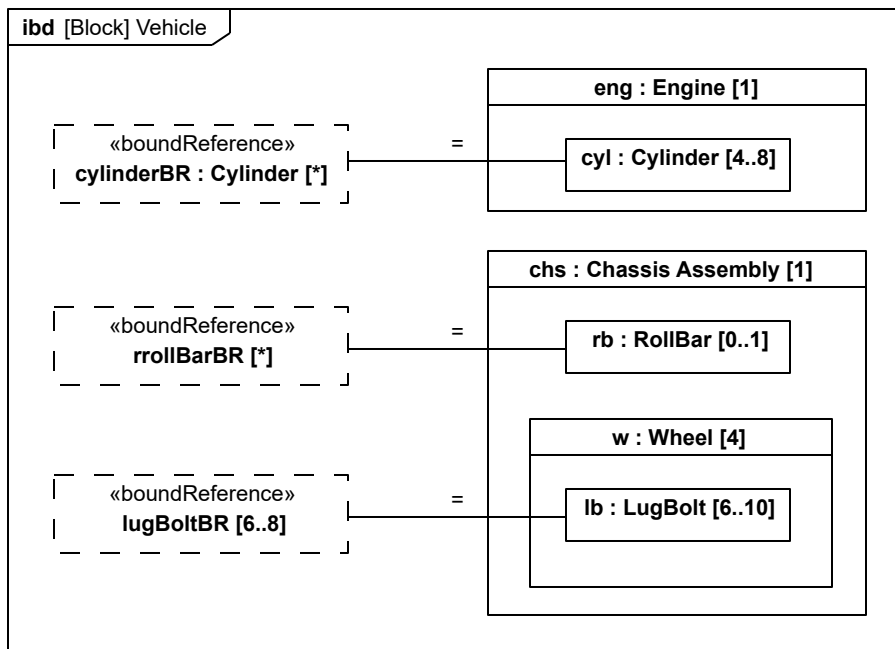 ibd [Block] Vehicle
eng : Engine [1]
«boundReference»
cylinderBR : Cylinder [*]
=
cyl : Cylinder [4..8]
chs : Chassis Assembly [1]
«boundReference»
rrollBarBR [*]
=
rb : RollBar [0..1]
w : Wheel [4]
«boundReference»
lugBoltBR [6..8]
=
lb : LugBolt [6..10]